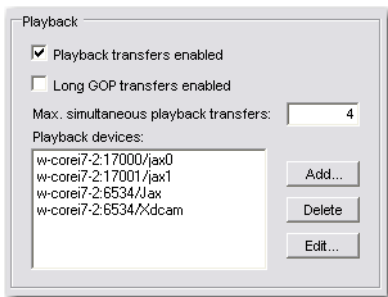 Playback
Playback transfers enabled
Long GOP transfers enabled
Max. simultaneous playback transfers: 4
Playback devices:
w-corei7-2:17000/jax0
w-corei7-2:17001/jax1
w-corei7-2:6534/Jax
w-corei7-2:6534/Xdcam
Add...
Delete
Edit...